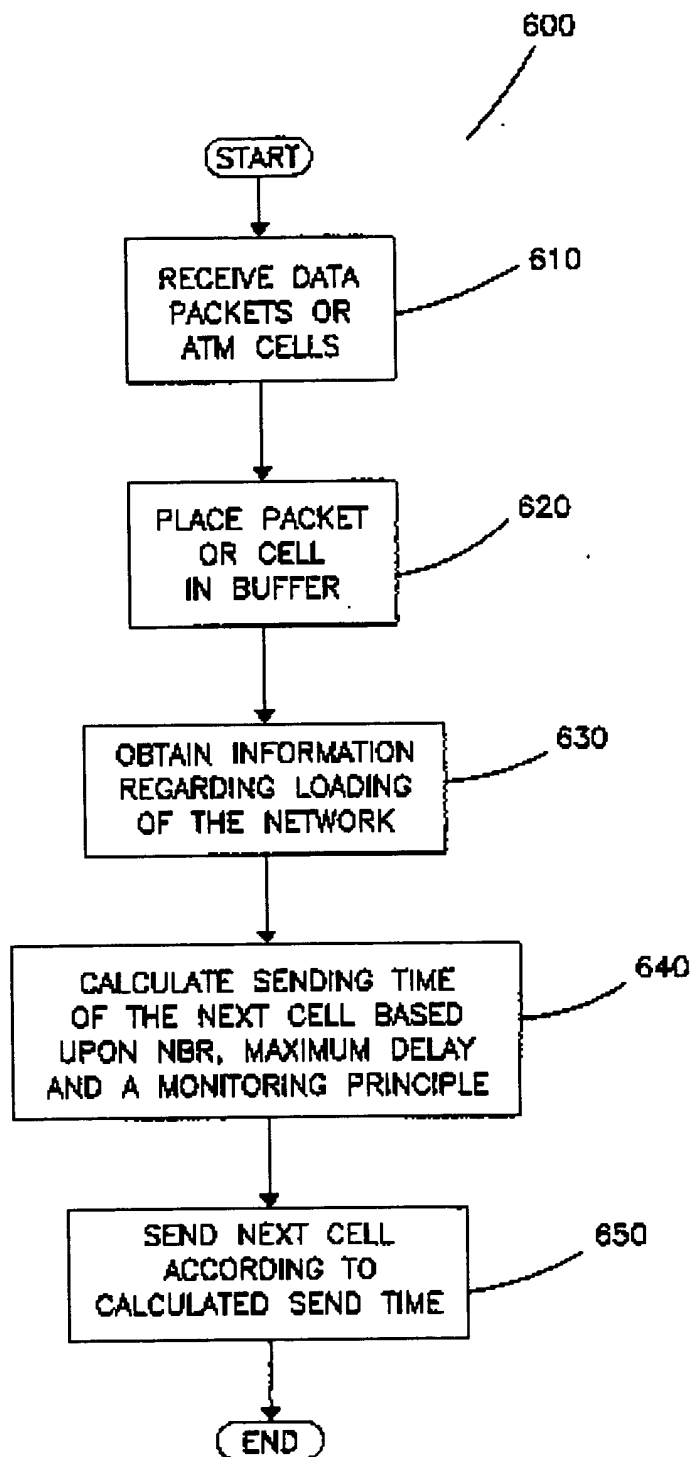 600
START
RECEIVE DATA
PACKETS OR
ATM CELLS
610
PLACE PACKET
OR CELL
IN BUFFER
620
OBTAIN INFORMATION
REGARDING LOADING
OF THE NETWORK
630
CALCULATE SENDING TIME
OF THE NEXT CELL BASED
UPON NBR, MAXIMUM DELAY
AND A MONITORING PRINCIPLE
640
SEND NEXT CELL
ACCORDING TO
CALCULATED SEND TIME
650
END